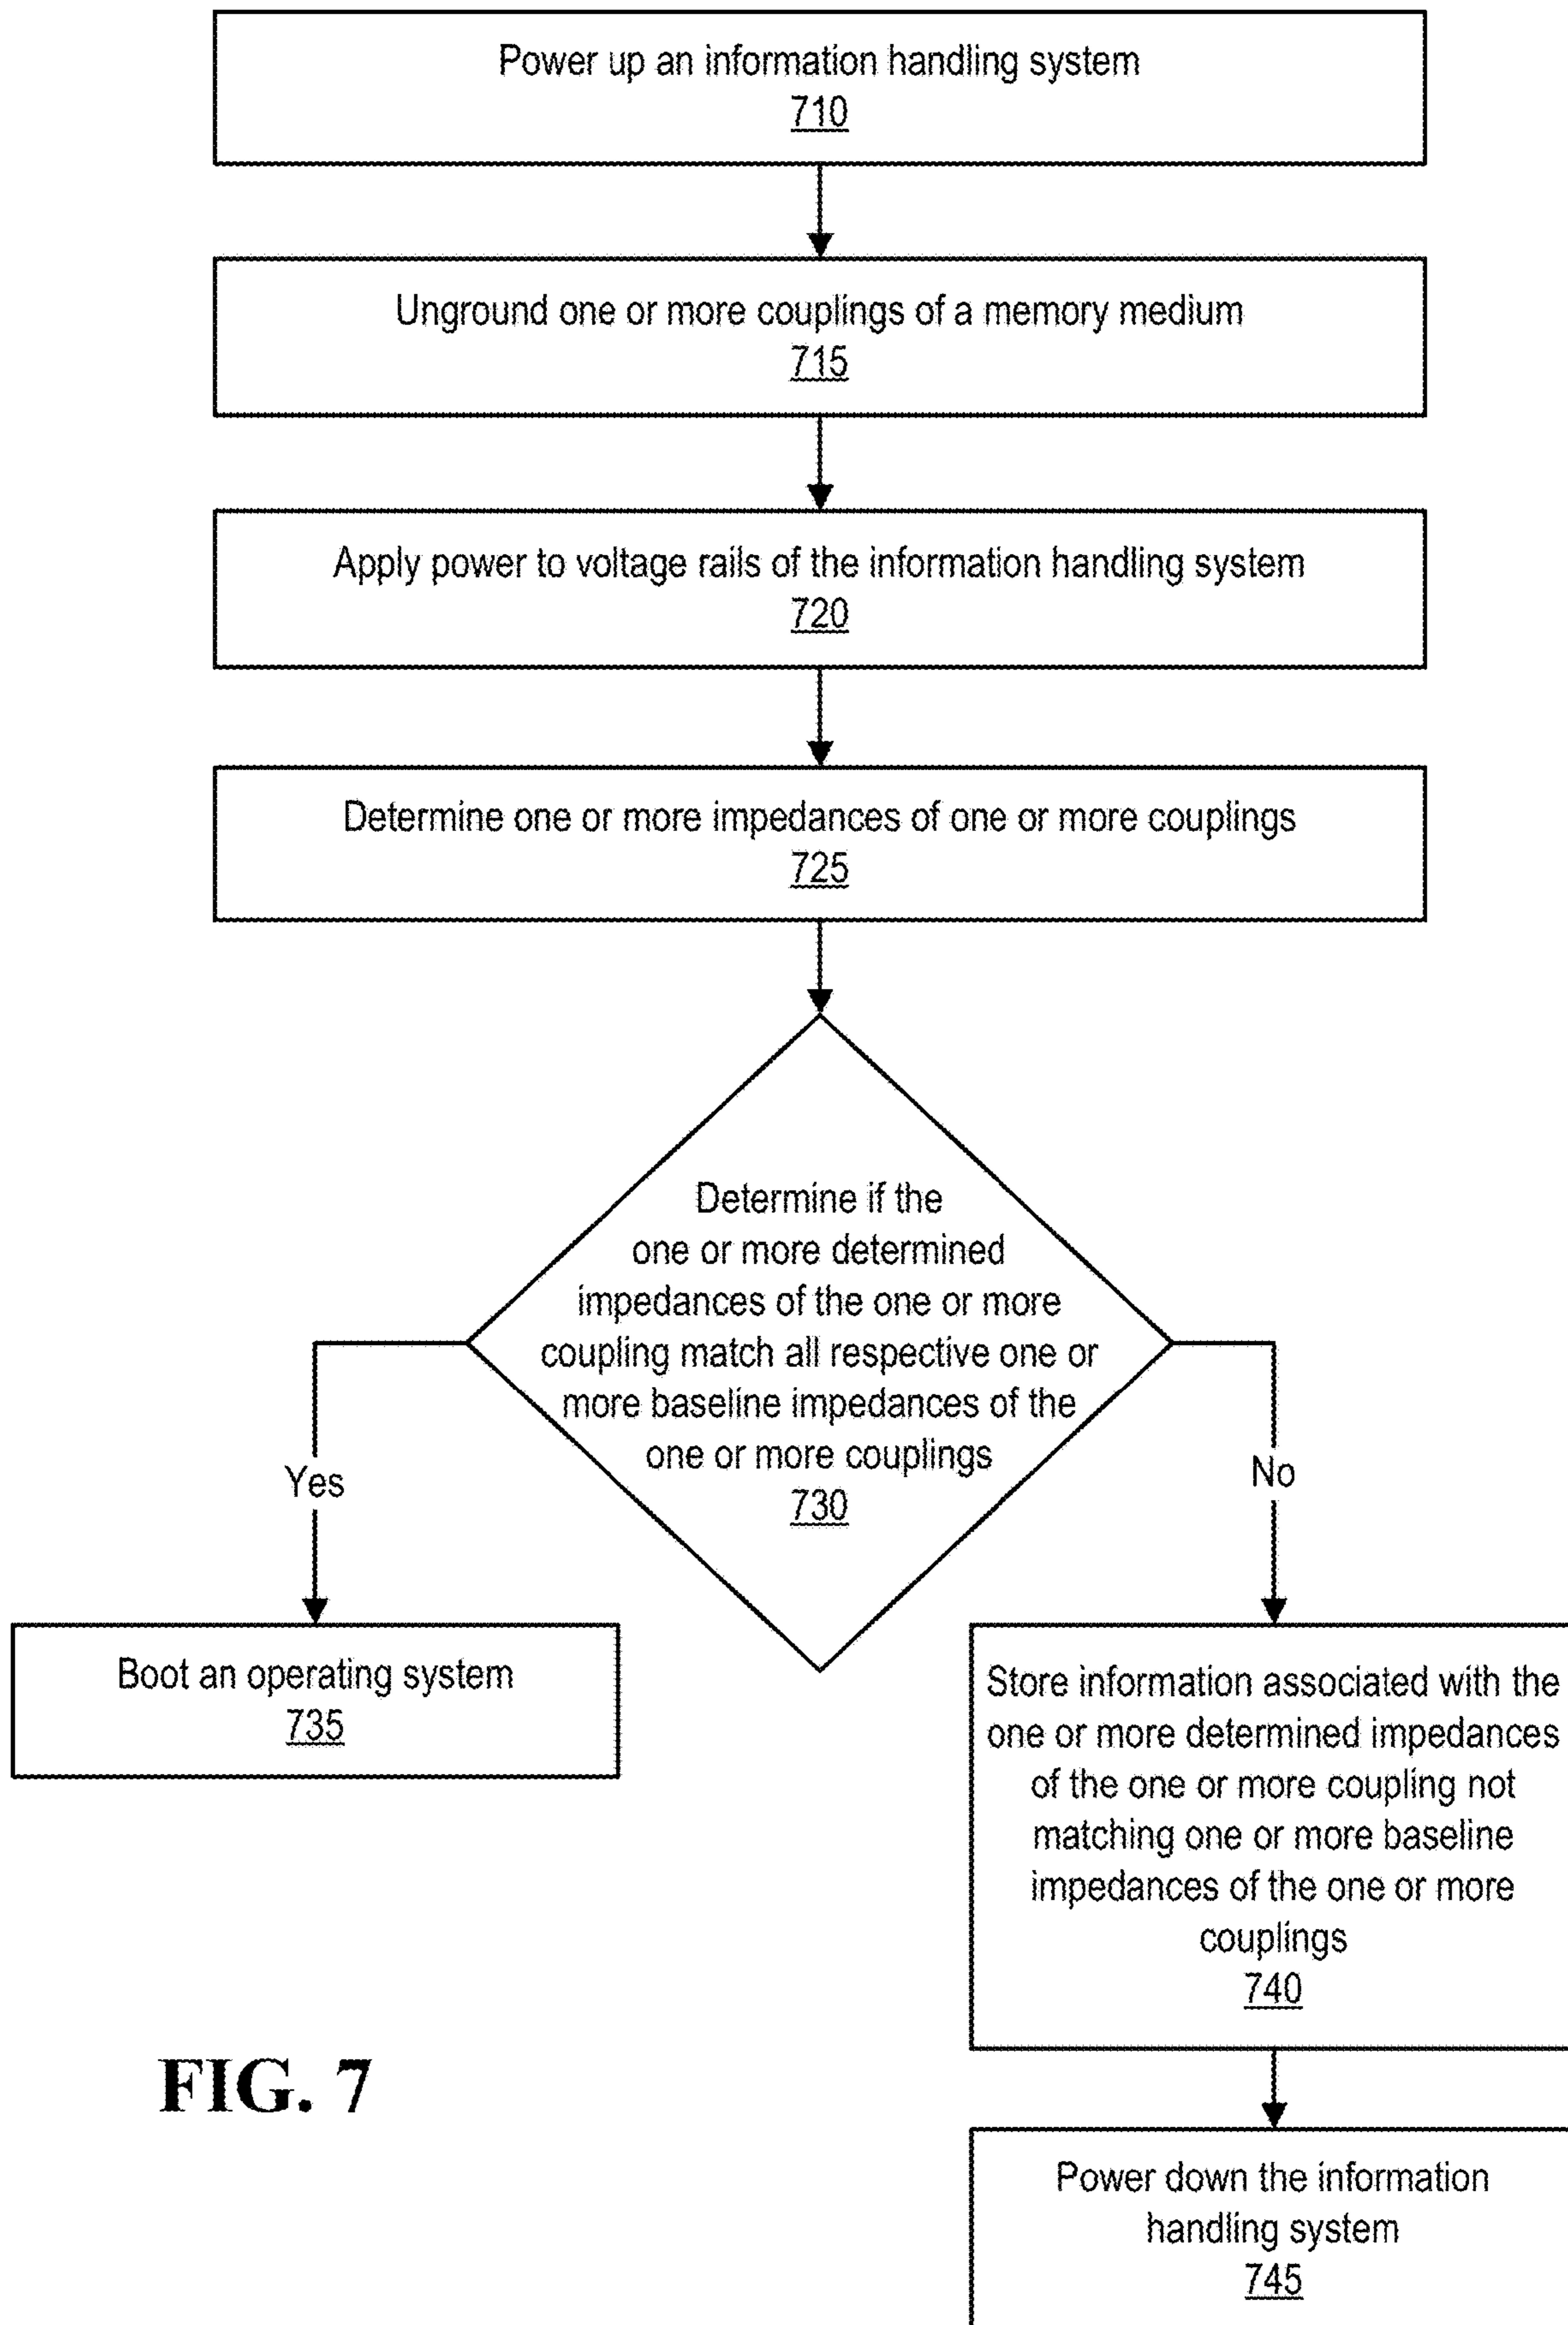 Power up an information handling system
710
Unground one or more couplings of a memory medium
715
Apply power to voltage rails of the information handling system
720
Determine one or more impedances of one or more couplings
725
Determine if the
one or more determined
impedances of the one or more
coupling match all respective one or
more baseline impedances of the
one or more couplings
730
Yes
No
Boot an operating system
735
Store information associated with the
one or more determined impedances
of the one or more coupling not
matching one or more baseline
impedances of the one or more
couplings
740
Power down the information
handling system
745
FIG. 7